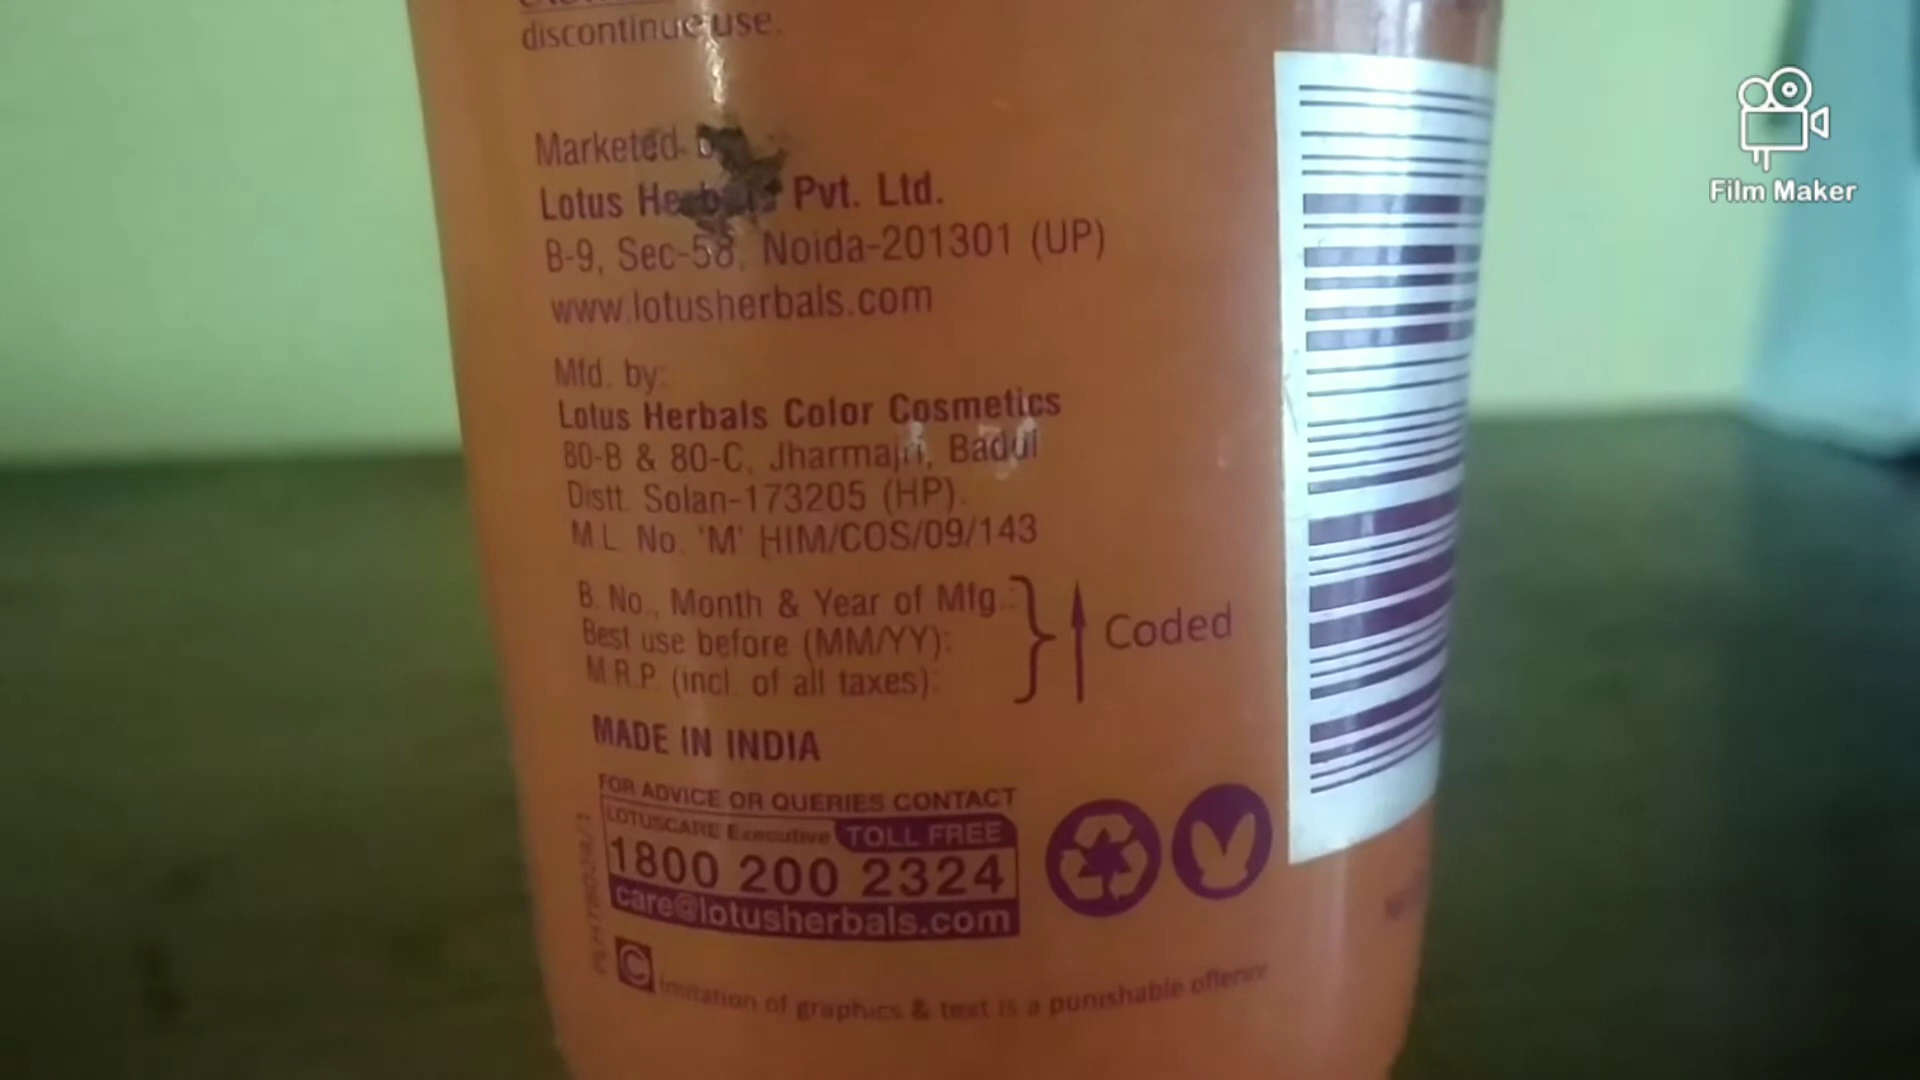 discontinue use.
Marketed
Lotus Herbals Pvt. Ltd.
B-9, Sec-58, Noida-201301 (UP)
www.lotusherbals.com
Mfd. by:
Lotus Herbals Color Cosmetics
80-B & 80-C, Jharmajri, Baddi
Distt. Solan-173205 (HP).
M.L. No. 'M' HIM/COS/09/143
B. No., Month & Year of Mfg.:
Best use before (MM/YY):
M.R.P. (incl. of all taxes):
Coded
MADE IN INDIA
FOR ADVICE OR QUERIES CONTACT
LOTUSCARE Executive TOLL FREE
1800 200 2324
care@lotusherbals.com
C Imitation of graphics & text is a punishable offence
Film Maker